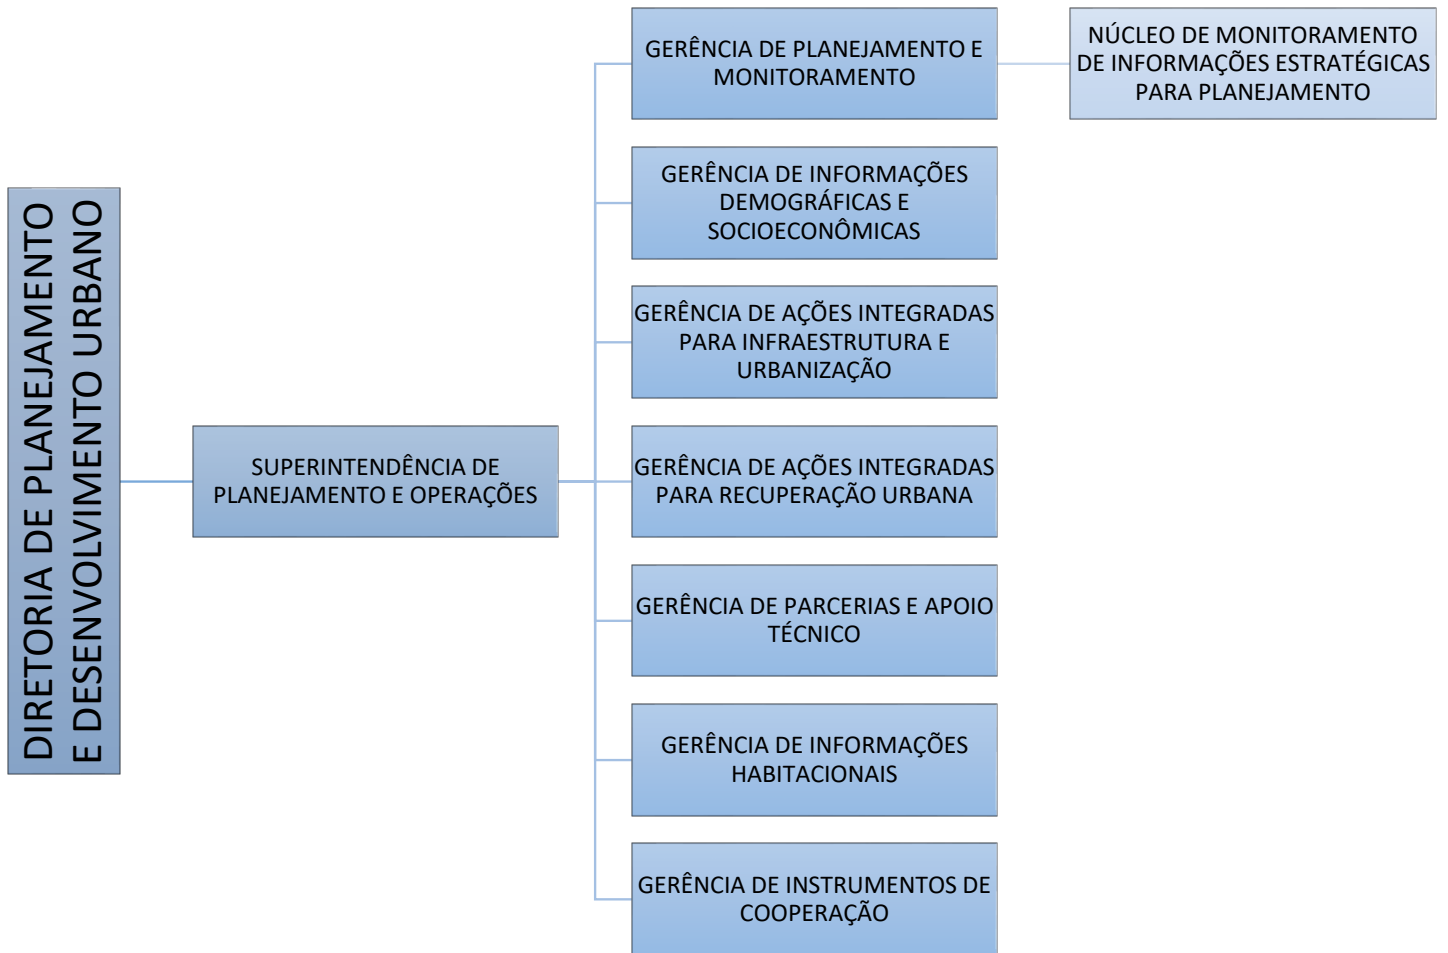 DIRETORIA DE PLANEJAMENTO
E DESENVOLVIMENTO URBANO
SUPERINTENDÊNCIA DE
PLANEJAMENTO E OPERAÇÕES
GERÊNCIA DE PLANEJAMENTO E
MONITORAMENTO
NÚCLEO DE MONITORAMENTO
DE INFORMAÇÕES ESTRATÉGICAS
PARA PLANEJAMENTO
GERÊNCIA DE INFORMAÇÕES
DEMOGRÁFICAS E
SOCIOECONÔMICAS
GERÊNCIA DE AÇÕES INTEGRADAS
PARA INFRAESTRUTURA E
URBANIZAÇÃO
GERÊNCIA DE AÇÕES INTEGRADAS
PARA RECUPERAÇÃO URBANA
GERÊNCIA DE PARCERIAS E APOIO
TÉCNICO
GERÊNCIA DE INFORMAÇÕES
HABITACIONAIS
GERÊNCIA DE INSTRUMENTOS DE
COOPERAÇÃO